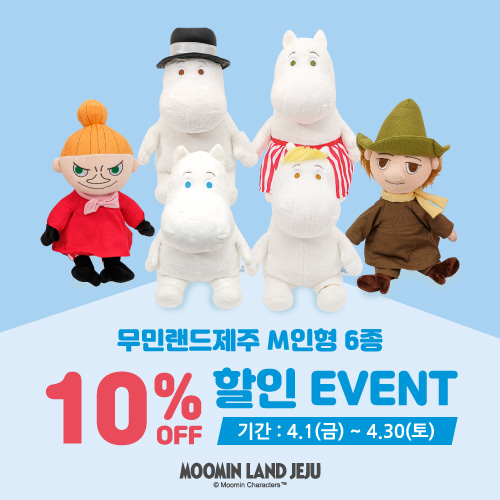 무민랜드제주 M인형 6종
10% OFF
할인 EVENT
기간 : 4.1(금) ~ 4.30(토)
MOOMIN LAND JEJU
© Moomin Characters™